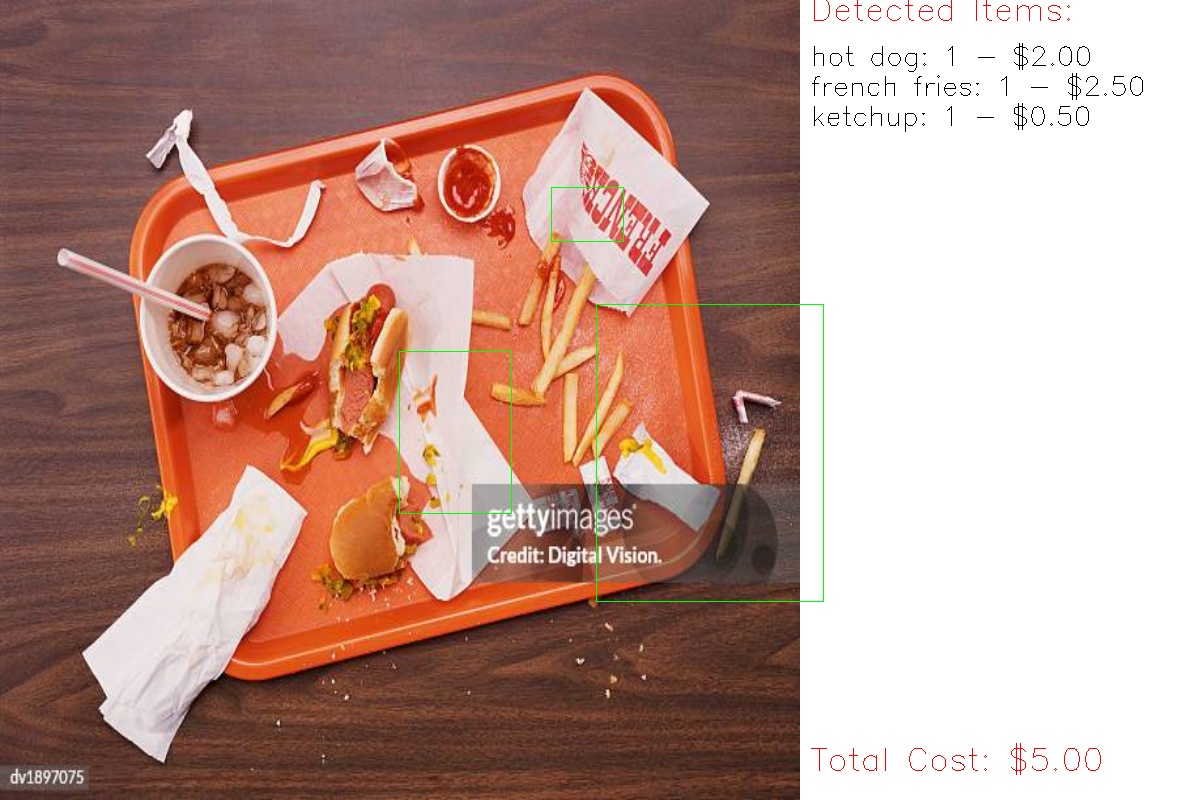 Detected Items:
hot dog: 1 - $2.00
french fries: 1 - $2.50
ketchup: 1 - $0.50
FRENCH
gettyimages®
Credit: Digital Vision.
Total Cost: $5.00
dv1897075